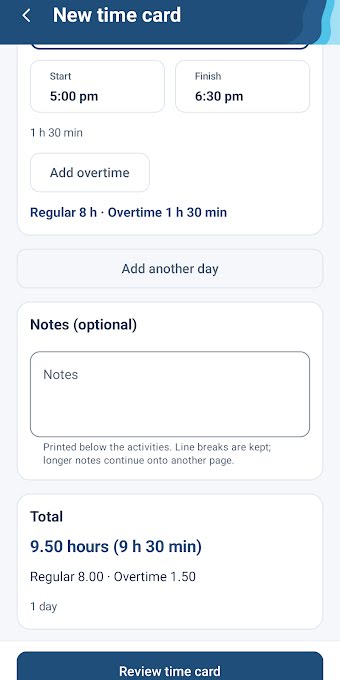 New time card
Start
5:00 pm
Finish
6:30 pm
1 h 30 min
Add overtime
Regular 8 h · Overtime 1 h 30 min
Add another day
Notes (optional)
Notes
Printed below the activities. Line breaks are kept;
longer notes continue onto another page.
Total
9.50 hours (9 h 30 min)
Regular 8.00 · Overtime 1.50
1 day
Review time card